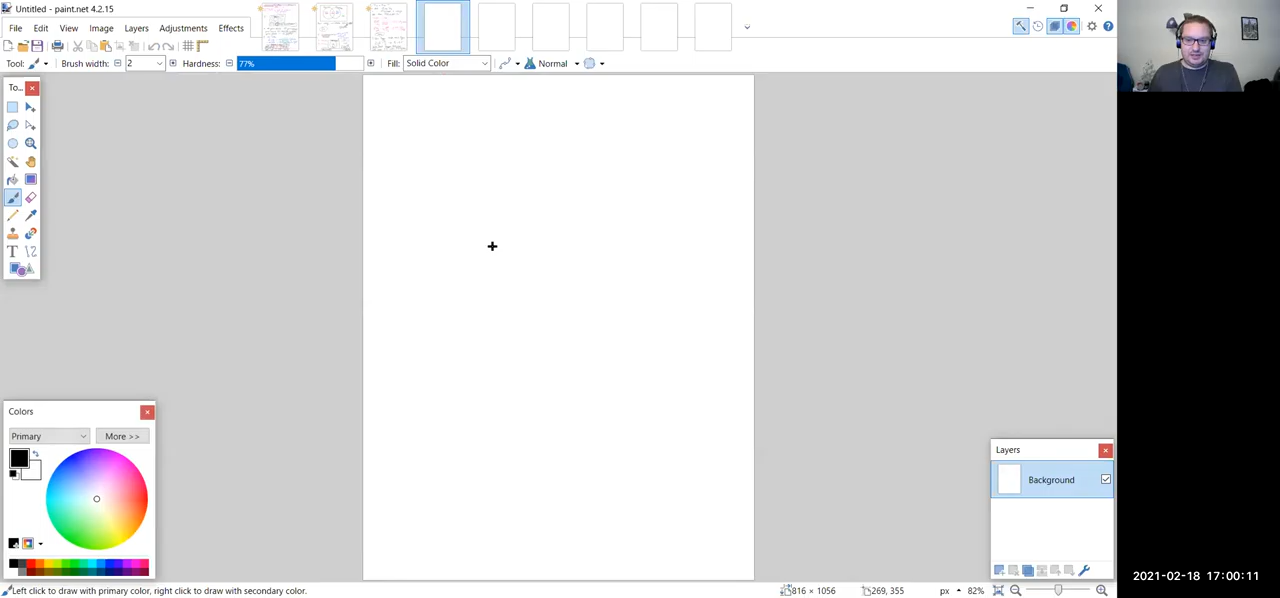 Untitled - paint.net 4.2.15
File Edit View Image Layers Adjustments Effects
Tool: Brush width: 2 Hardness: 77% Fill: Solid Color Normal
To...
Colors
Primary More >>
Layers
Background
Left click to draw with primary color, right click to draw with secondary color.
816 × 1056 269, 355 px 82%
2021-02-18 17:00:11